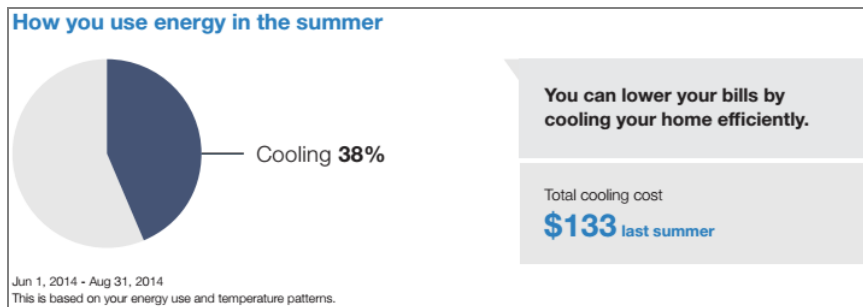 How you use energy in the summer
Cooling 38%
You can lower your bills by
cooling your home efficiently.
Total cooling cost
$133 last summer
Jun 1, 2014 - Aug 31, 2014
This is based on your energy use and temperature patterns.